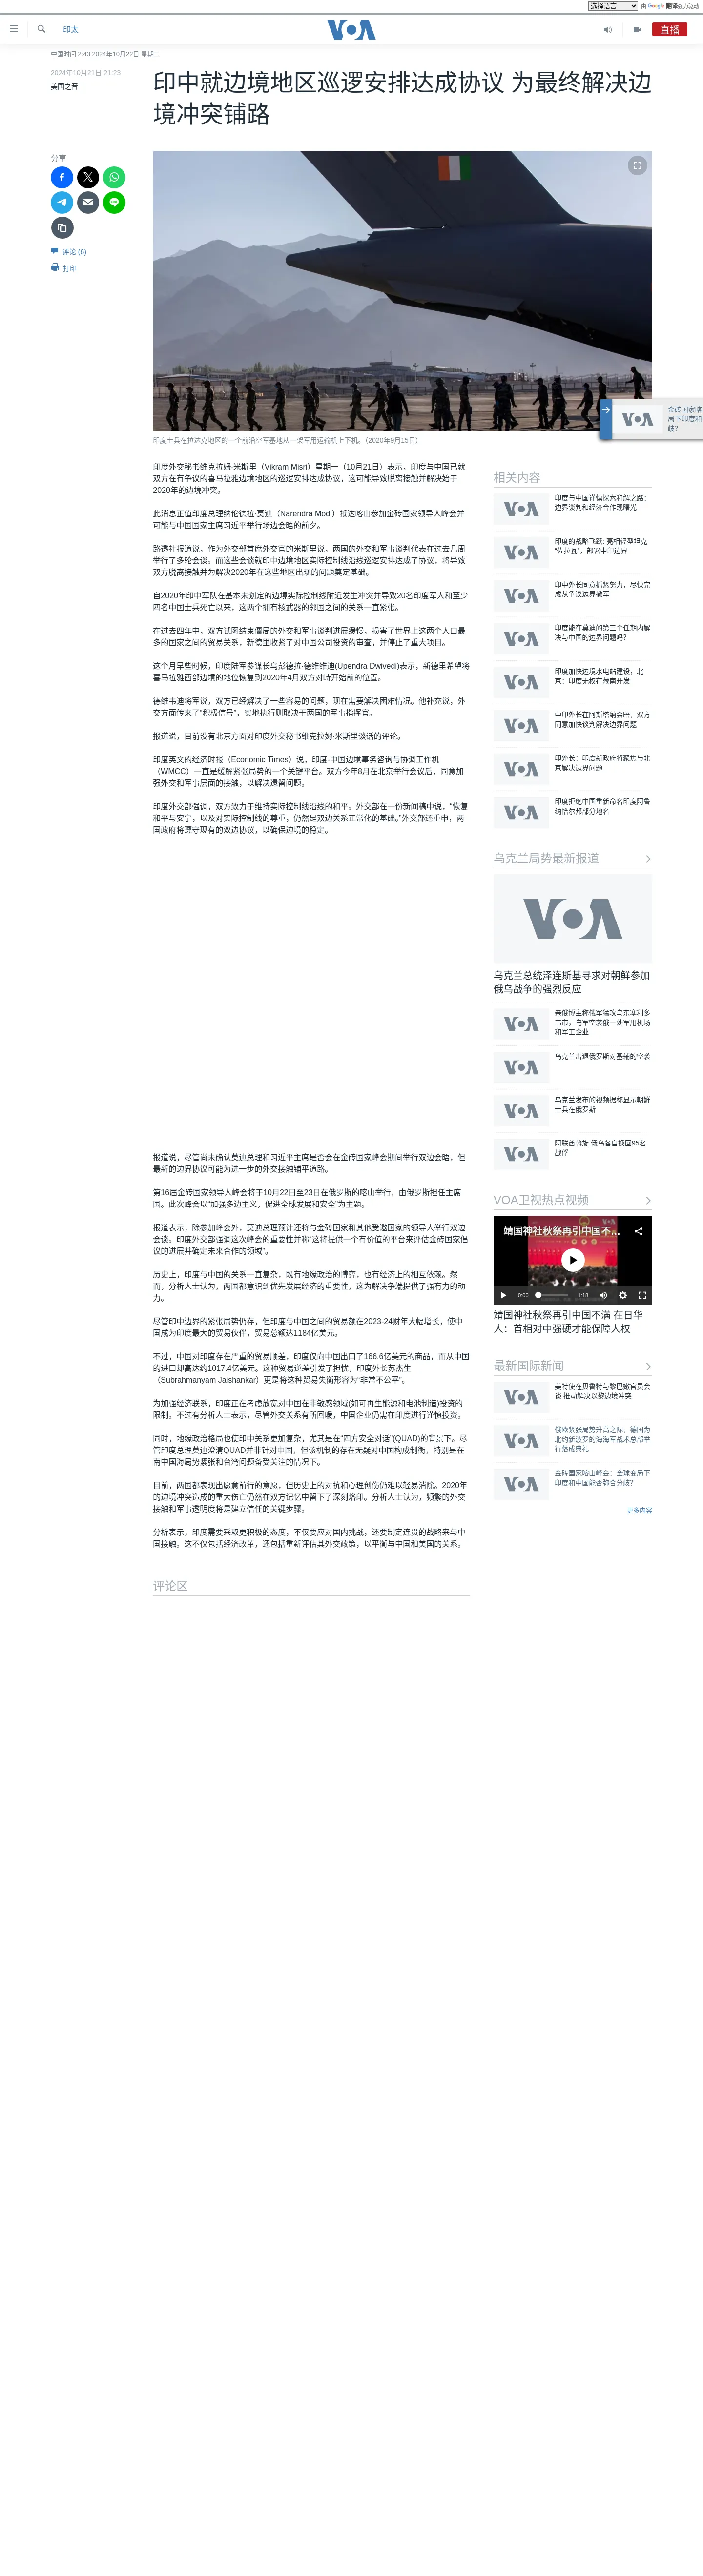 选择语言 由 Google 翻译强力驱动
印太
VOA
直播
中国时间 2:43 2024年10月22日 星期二
2024年10月21日 21:23
美国之音
印中就边境地区巡逻安排达成协议 为最终解决边
境冲突铺路
分享
评论 (6)
打印
印度士兵在拉达克地区的一个前沿空军基地从一架军用运输机上下机。（2020年9月15日）
VOA
金砖国家喀
局下印度和
歧?
印度外交秘书维克拉姆·米斯里（Vikram Misri）星期一（10月21日）表示，印度与中国已就
双方在有争议的喜马拉雅边境地区的巡逻安排达成协议，这可能导致脱离接触并解决始于
2020年的边境冲突。
此消息正值印度总理纳伦德拉·莫迪（Narendra Modi）抵达喀山参加金砖国家领导人峰会并
可能与中国国家主席习近平举行场边会晤的前夕。
路透社报道说，作为外交部首席外交官的米斯里说，两国的外交和军事谈判代表在过去几周
举行了多轮会谈。而这些会谈就印中边境地区实际控制线沿线巡逻安排达成了协议，将导致
双方脱离接触并为解决2020年在这些地区出现的问题奠定基础。
自2020年印中军队在基本未划定的边境实际控制线附近发生冲突并导致20名印度军人和至少
四名中国士兵死亡以来，这两个拥有核武器的邻国之间的关系一直紧张。
在过去四年中，双方试图结束僵局的外交和军事谈判进展缓慢，损害了世界上这两个人口最
多的国家之间的贸易关系，新德里收紧了对中国公司投资的审查，并停止了重大项目。
这个月早些时候，印度陆军参谋长乌彭德拉·德维维迪(Upendra Dwivedi)表示，新德里希望将
喜马拉雅西部边境的地位恢复到2020年4月双方对峙开始前的位置。
德维韦迪将军说，双方已经解决了一些容易的问题，现在需要解决困难情况。他补充说，外
交方面传来了“积极信号”，实地执行则取决于两国的军事指挥官。
报道说，目前没有北京方面对印度外交秘书维克拉姆·米斯里谈话的评论。
印度英文的经济时报（Economic Times）说，印度-中国边境事务咨询与协调工作机
（WMCC）一直是缓解紧张局势的一个关键平台。双方今年8月在北京举行会议后，同意加
强外交和军事层面的接触，以解决遗留问题。
印度外交部强调，双方致力于维持实际控制线沿线的和平。外交部在一份新闻稿中说，“恢复
和平与安宁，以及对实际控制线的尊重，仍然是双边关系正常化的基础。”外交部还重申，两
国政府将遵守现有的双边协议，以确保边境的稳定。
报道说，尽管尚未确认莫迪总理和习近平主席是否会在金砖国家峰会期间举行双边会晤，但
最新的边界协议可能为进一步的外交接触铺平道路。
第16届金砖国家领导人峰会将于10月22日至23日在俄罗斯的喀山举行，由俄罗斯担任主席
国。此次峰会以“加强多边主义，促进全球发展和安全”为主题。
报道表示，除参加峰会外，莫迪总理预计还将与金砖国家和其他受邀国家的领导人举行双边
会谈。印度外交部强调这次峰会的重要性并称“这将提供一个有价值的平台来评估金砖国家倡
议的进展并确定未来合作的领域”。
历史上，印度与中国的关系一直复杂，既有地缘政治的博弈，也有经济上的相互依赖。然
而，分析人士认为，两国都意识到优先发展经济的重要性，这为解决争端提供了强有力的动
力。
尽管印中边界的紧张局势仍存，但印度与中国之间的贸易额在2023-24财年大幅增长，使中
国成为印度最大的贸易伙伴，贸易总额达1184亿美元。
不过，中国对印度存在严重的贸易顺差，印度仅向中国出口了166.6亿美元的商品，而从中国
的进口却高达约1017.4亿美元。这种贸易逆差引发了担忧，印度外长苏杰生
（Subrahmanyam Jaishankar）更是将这种贸易失衡形容为“非常不公平”。
为加强经济联系，印度正在考虑放宽对中国在非敏感领域(如可再生能源和电池制造)投资的
限制。不过有分析人士表示，尽管外交关系有所回暖，中国企业仍需在印度进行谨慎投资。
同时，地缘政治格局也使印中关系更加复杂，尤其是在“四方安全对话”(QUAD)的背景下。尽
管印度总理莫迪澄清QUAD并非针对中国，但该机制的存在无疑对中国构成制衡，特别是在
南中国海局势紧张和台湾问题备受关注的情况下。
目前，两国都表现出愿意前行的意愿，但历史上的对抗和心理创伤仍难以轻易消除。2020年
的边境冲突造成的重大伤亡仍然在双方记忆中留下了深刻烙印。分析人士认为，频繁的外交
接触和军事透明度将是建立信任的关键步骤。
分析表示，印度需要采取更积极的态度，不仅要应对国内挑战，还要制定连贯的战略来与中
国接触。这不仅包括经济改革，还包括重新评估其外交政策，以平衡与中国和美国的关系。
评论区
相关内容
VOA
印度与中国谨慎探索和解之路：
边界谈判和经济合作现曙光
VOA
印度的战略飞跃: 亮相轻型坦克
“佐拉瓦”，部署中印边界
VOA
印中外长同意抓紧努力，尽快完
成从争议边界撤军
VOA
印度能在莫迪的第三个任期内解
决与中国的边界问题吗?
VOA
印度加快边境水电站建设，北
京：印度无权在藏南开发
VOA
中印外长在阿斯塔纳会晤，双方
同意加快谈判解决边界问题
VOA
印外长：印度新政府将聚焦与北
京解决边界问题
VOA
印度拒绝中国重新命名印度阿鲁
纳恰尔邦部分地名
乌克兰局势最新报道
VOA
乌克兰总统泽连斯基寻求对朝鲜参加
俄乌战争的强烈反应
VOA
亲俄博主称俄军猛攻乌东塞利多
韦市，乌军空袭俄一处军用机场
和军工企业
VOA
乌克兰击退俄罗斯对基辅的空袭
VOA
乌克兰发布的视频据称显示朝鲜
士兵在俄罗斯
VOA
阿联酋斡旋 俄乌各自换回95名
战俘
VOA卫视热点视频
靖国神社秋祭再引中国不...
0:00 1:18
靖国神社秋祭再引中国不满 在日华
人：首相对中强硬才能保障人权
最新国际新闻
VOA
美特使在贝鲁特与黎巴嫩官员会
谈 推动解决以黎边境冲突
VOA
俄欧紧张局势升高之际，德国为
北约新波罗的海海军战术总部举
行落成典礼
VOA
金砖国家喀山峰会：全球变局下
印度和中国能否弥合分歧?
更多内容